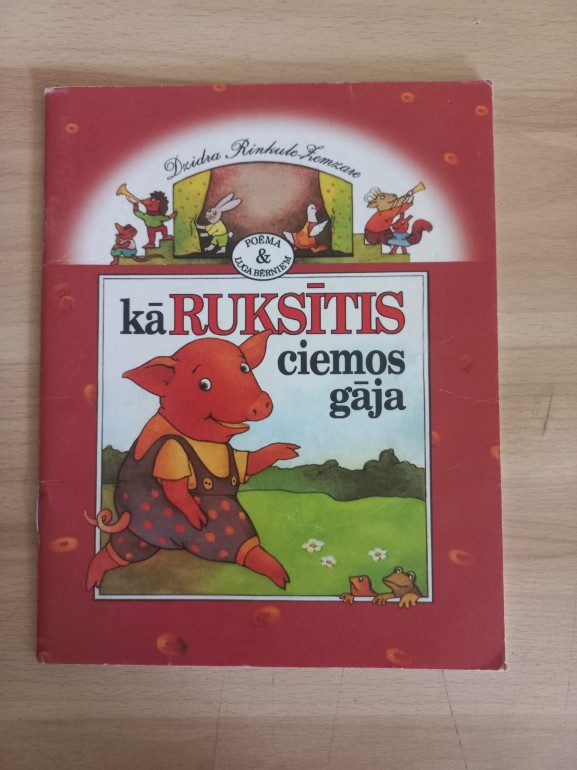 Dzidra Rinkule-Zemzare
POĒMA
&
LUGA BĒRNIEM
kā RUKSĪTIS
ciemos
gāja